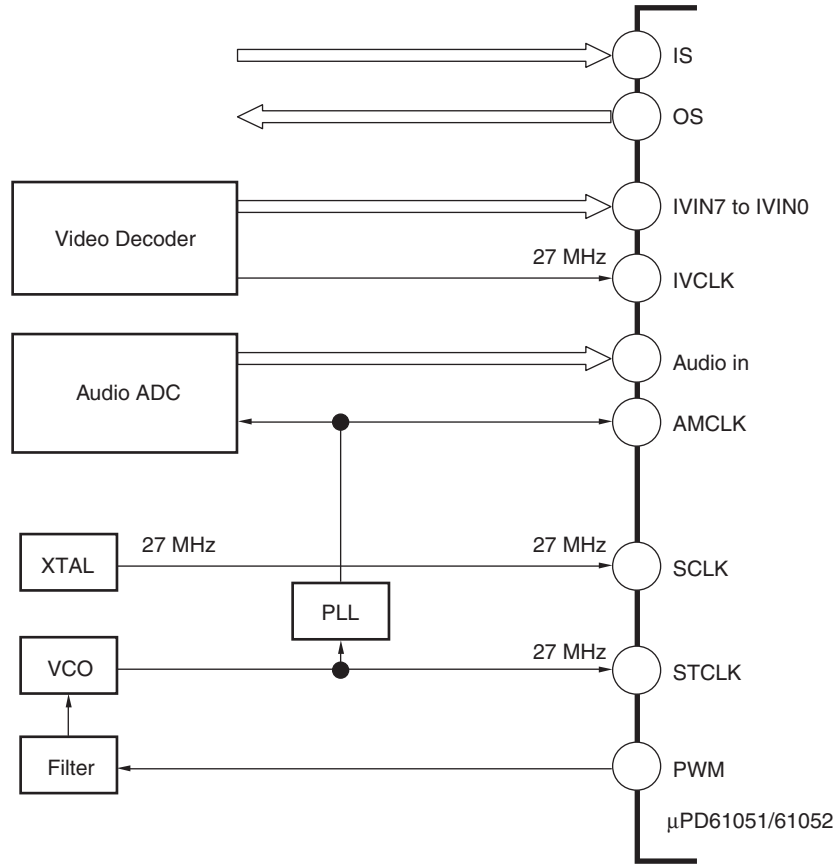 IS
OS
Video Decoder
IVIN7 to IVIN0
27 MHz
IVCLK
Audio ADC
Audio in
AMCLK
XTAL
27 MHz
27 MHz
SCLK
PLL
VCO
27 MHz
STCLK
Filter
PWM
μPD61051/61052